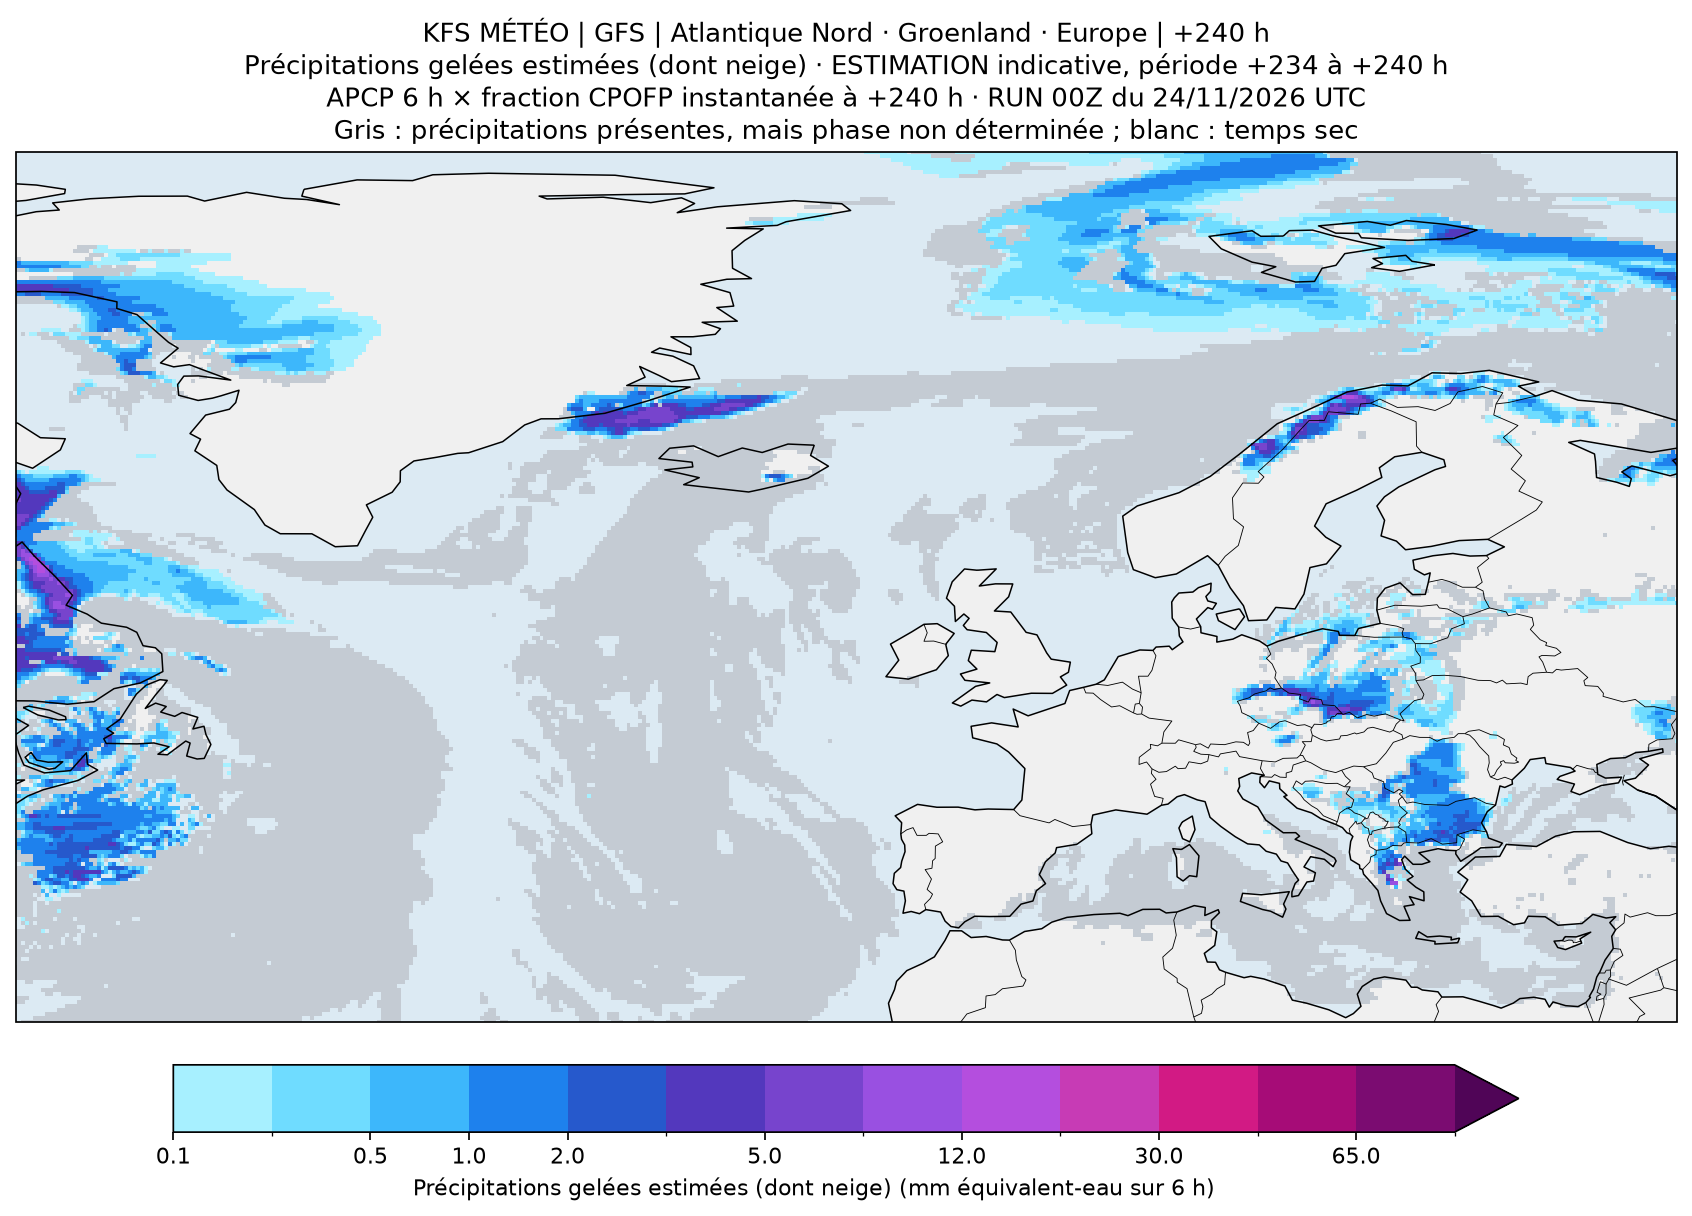 KFS MÉTÉO | GFS | Atlantique Nord · Groenland · Europe | +240 h
Précipitations gelées estimées (dont neige) · ESTIMATION indicative, période +234 à +240 h
APCP 6 h × fraction CPOFP instantanée à +240 h · RUN 00Z du 24/11/2026 UTC
Gris : précipitations présentes, mais phase non déterminée ; blanc : temps sec
0.1 0.5 1.0 2.0 5.0 12.0 30.0 65.0
Précipitations gelées estimées (dont neige) (mm équivalent-eau sur 6 h)